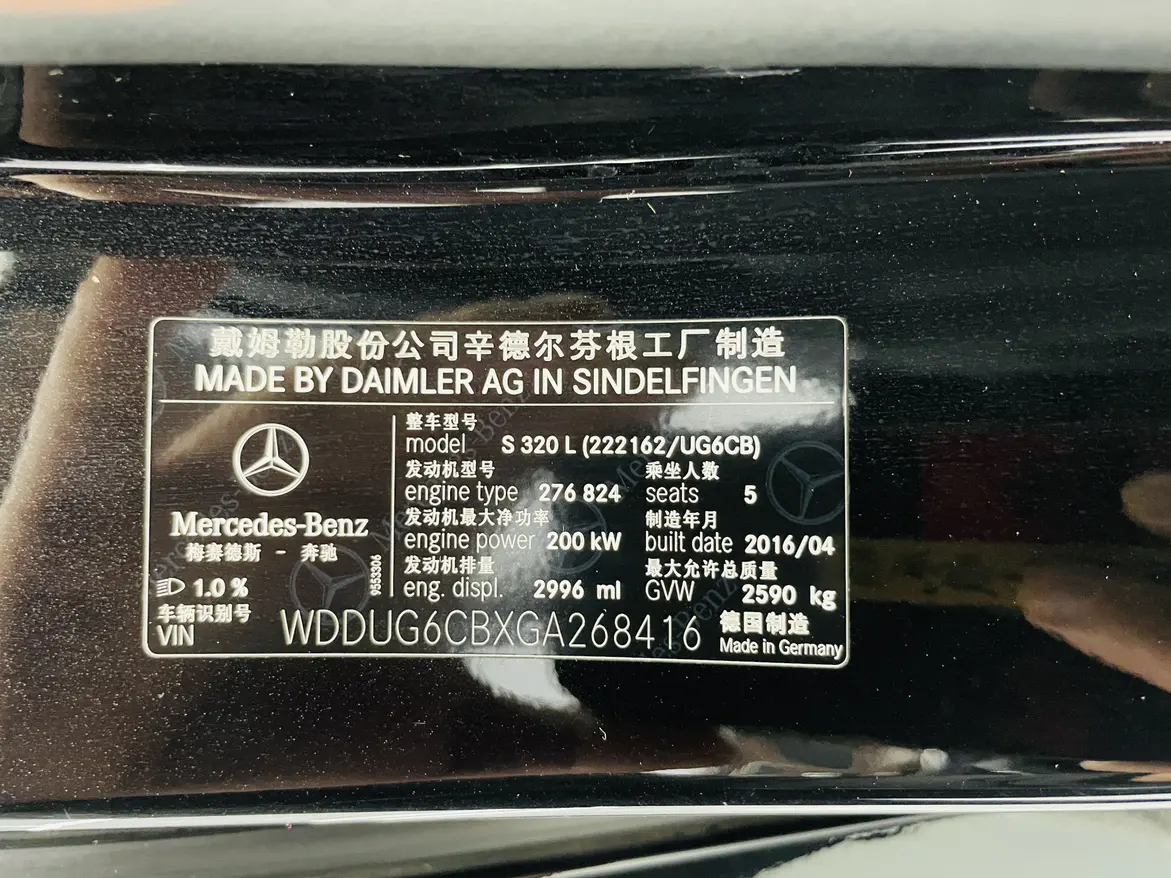 戴姆勒股份公司辛德尔芬根工厂制造
MADE BY DAIMLER AG IN SINDELFINGEN
整车型号
model S 320 L (222162/UG6CB)
发动机型号 乘坐人数
engine type 276 824 seats 5
发动机最大净功率 制造年月
engine power 200 kW built date 2016/04
发动机排量 最大允许总质量
eng. displ. 2996 ml GVW 2590 kg
Mercedes-Benz
梅赛德斯 - 奔驰
1.0 %
9553306
车辆识别号
VIN WDDUG6CBXGA268416
德国制造
Made in Germany